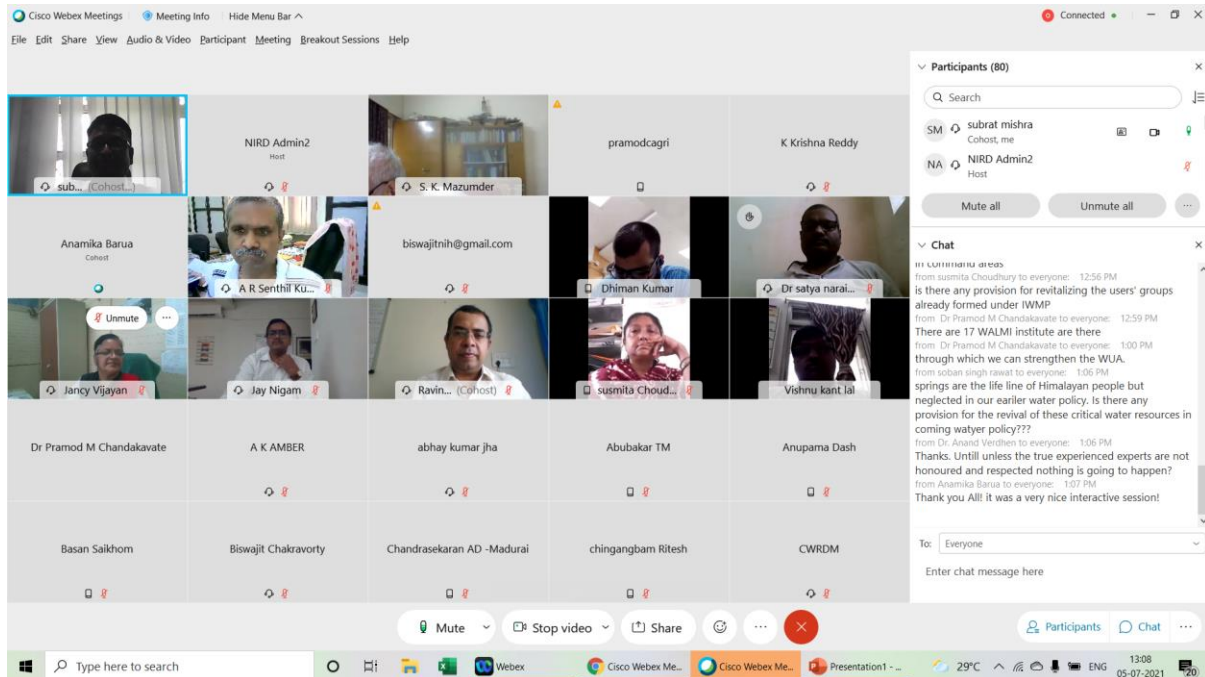 Cisco Webex Meetings
Meeting Info
Hide Menu Bar
Connected
File Edit Share View Audio & Video Participant Meeting Breakout Sessions Help
sub... (Cohost...)
NIRD Admin2
Host
S. K. Mazumder
pramodcagri
K Krishna Reddy
Anamika Barua
Cohost
A R Senthil Ku...
biswajitnih@gmail.com
Dhiman Kumar
Dr satya narai...
Unmute
Jancy Vijayan
Jay Nigam
Ravin... (Cohost)
susmita Choud...
Vishnu kant lal
Dr Pramod M Chandakavate
A K AMBER
abhay kumar jha
Abubakar TM
Anupama Dash
Basan Saikhom
Biswajit Chakravorty
Chandrasekaran AD -Madurai
chingangbam Ritesh
CWRDM
Participants (80)
Search
SM
subrat mishra
Cohost, me
NA
NIRD Admin2
Host
Mute all
Unmute all
Chat
in command areas
from susmita Choudhury to everyone: 12:56 PM
is there any provision for revitalizing the users' groups
already formed under IWMP
from Dr Pramod M Chandakavate to everyone: 12:59 PM
There are 17 WALMI institute are there
from Dr Pramod M Chandakavate to everyone: 1:00 PM
through which we can strengthen the WUA.
from soban singh rawat to everyone: 1:06 PM
springs are the life line of Himalayan people but
neglected in our eariler water policy. Is there any
provision for the revival of these critical water resources in
coming watyer policy???
from Dr. Anand Verdhen to everyone: 1:06 PM
Thanks. Untill unless the true experienced experts are not
honoured and respected nothing is going to happen?
from Anamika Barua to everyone: 1:07 PM
Thank you All! it was a very nice interactive session!
To: Everyone
Enter chat message here
Mute
Stop video
Share
Participants
Chat
Type here to search
Webex
Cisco Webex Me...
Cisco Webex Me...
Presentation1 - ...
29°C
ENG
13:08
05-07-2021
20